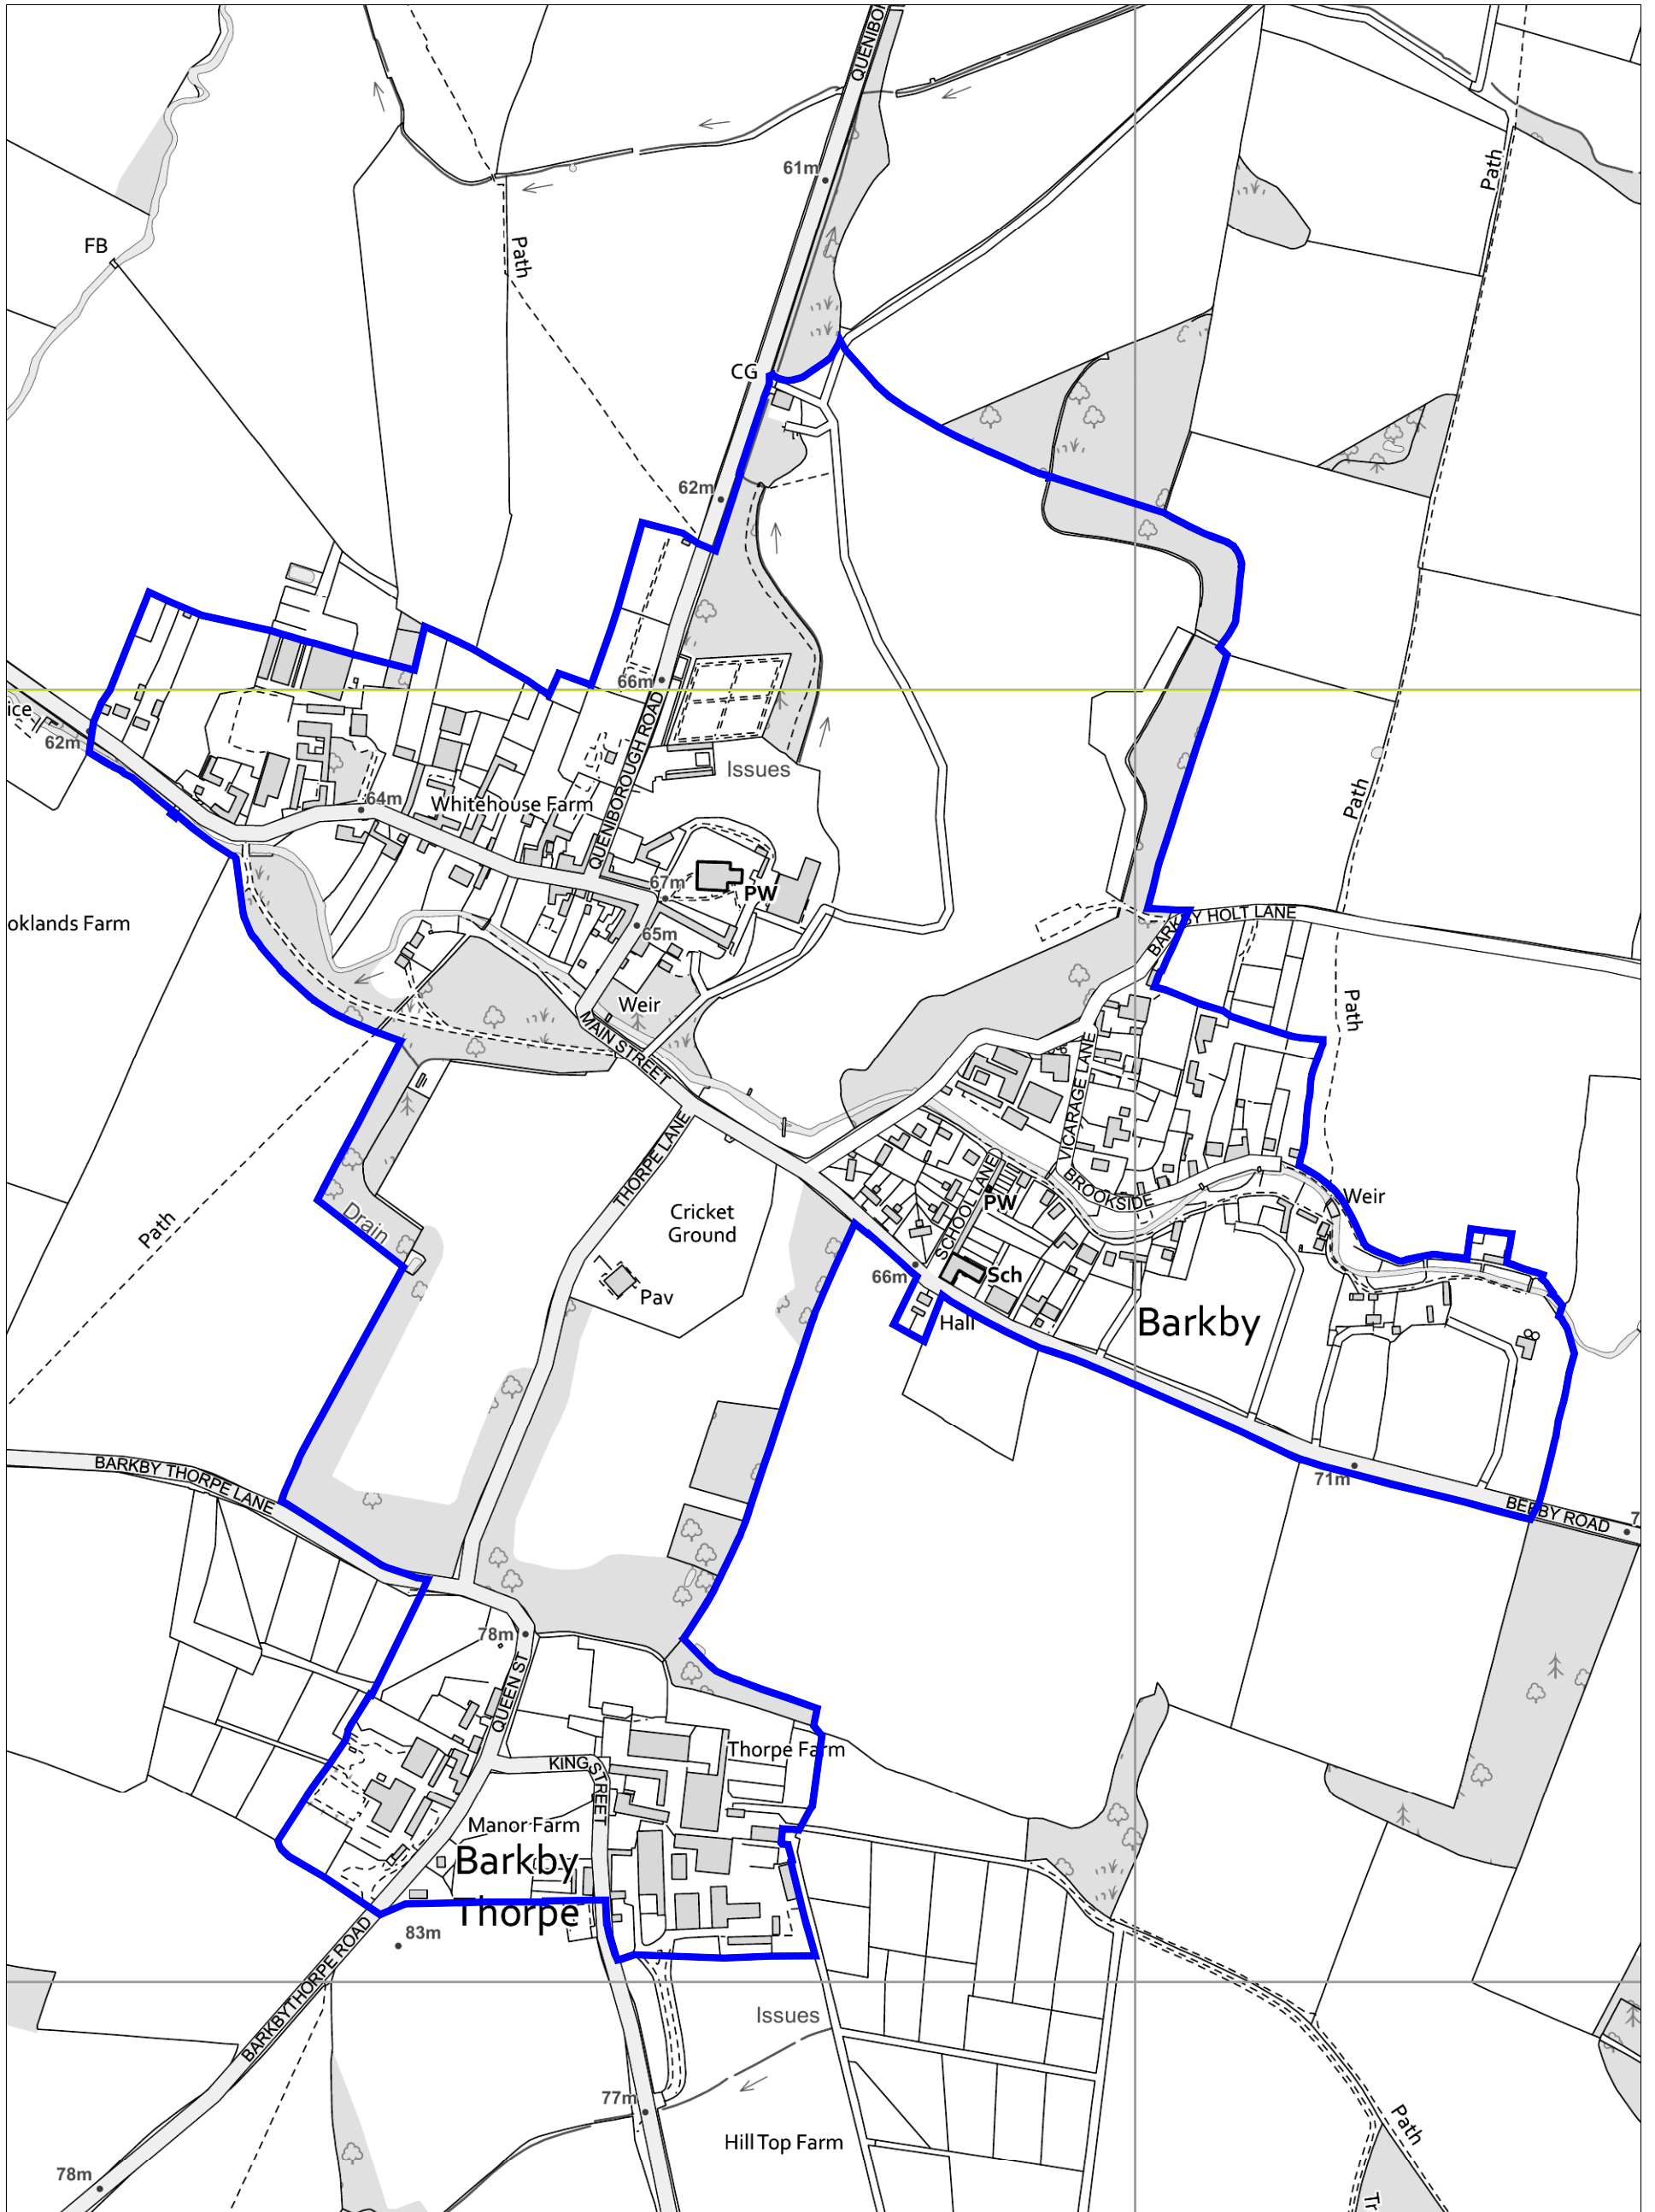 QUENIBOR
61m
Path
FB
Path
CG
62m
66m
ice
62m
QUENIBOROUGH ROAD
Issues
64m
Whitehouse Farm
Path
67m
PW
65m
oklands Farm
BARKBY HOLT LANE
Weir
MAIN STREET
Path
VICARAGE LANE
THORPE LANE
BROOKSIDE
Weir
SCHOOL LANE
PW
Cricket
Ground
Drain
Path
66m
Sch
Pav
Hall
Barkby
BARKBY THORPE LANE
71m
BEEBY ROAD
7
78m
QUEEN ST
KING STREET
Thorpe Farm
Manor Farm
Barkby
Thorpe
83m
BARKBYTHORPE ROAD
Issues
77m
Hill Top Farm
Path
78m
Tr